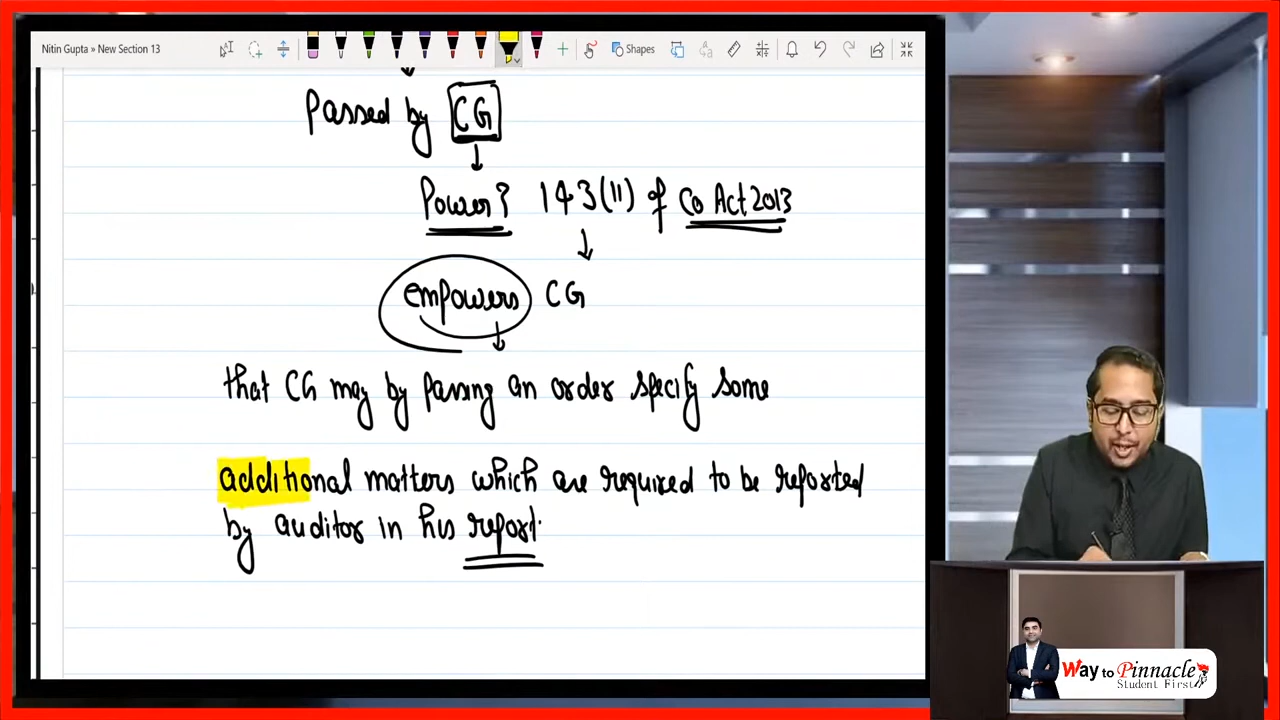 Nitin Gupta » New Section 13
Shapes
Passed by CG
Power? 143(11) of Co Act 2013
empowers CG
that CG may by passing an order specify some
additional matters which are required to be reported
by auditor in his report.
Way to Pinnacle
Student First